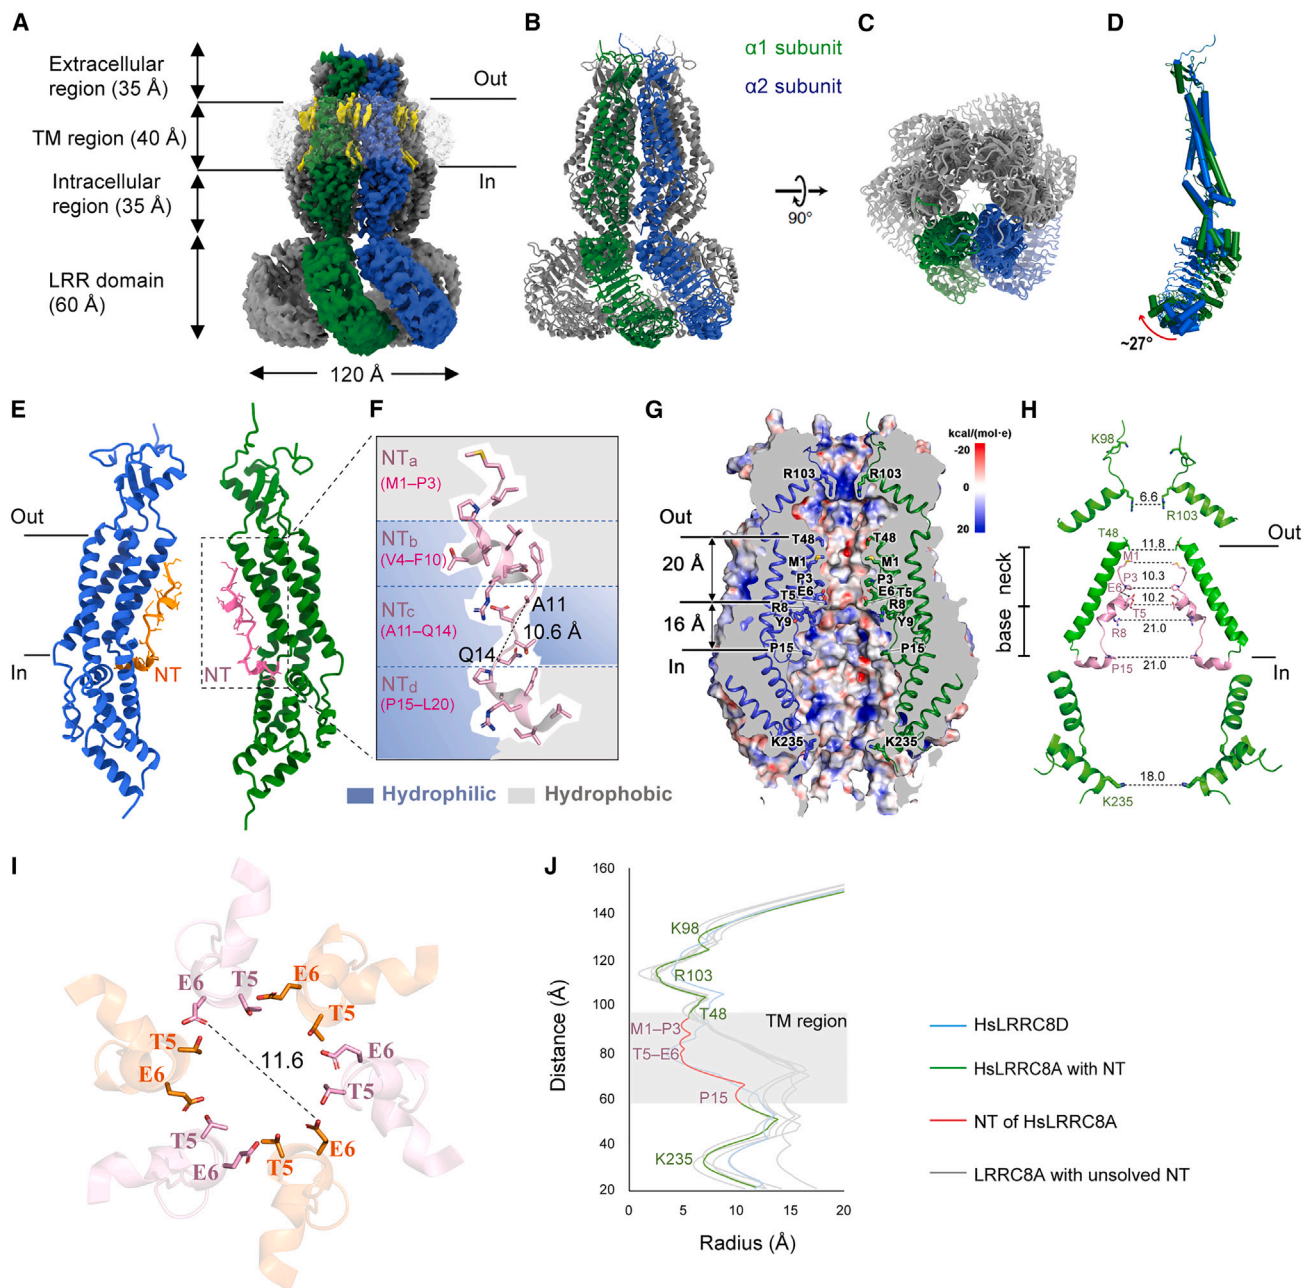 A
Extracellular
region (35 Å)
TM region (40 Å)
Intracellular
region (35 Å)
LRR domain
(60 Å)
Out
In
120 Å
B
α1 subunit
α2 subunit
90°
C
D
~27°
E
Out
In
NT
NT
F
NTa
(M1–P3)
NTb
(V4–F10)
NTc
(A11–Q14)
NTd
(P15–L20)
A11
10.6 Å
Q14
Hydrophilic
Hydrophobic
G
kcal/(mol·e)
-20
0
20
R103
R103
Out
20 Å
16 Å
In
T48
T48
M1
M1
P3
P3
E6
E6
T5
T5
R8
R8
Y9
Y9
P15
P15
K235
K235
H
K98
6.6
R103
T48
Out
11.8
M1
P3
10.3
E6
10.2
T5
R8
21.0
P15
21.0
In
neck
base
18.0
K235
I
E6
T5
E6
T5
T5
E6
11.6
E6
T5
T5
E6
T5
E6
J
160
140
120
100
80
60
40
20
Distance (Å)
K98
R103
T48
TM region
M1–P3
T5–E6
P15
K235
0
5
10
15
20
Radius (Å)
HsLRRC8D
HsLRRC8A with NT
NT of HsLRRC8A
LRRC8A with unsolved NT